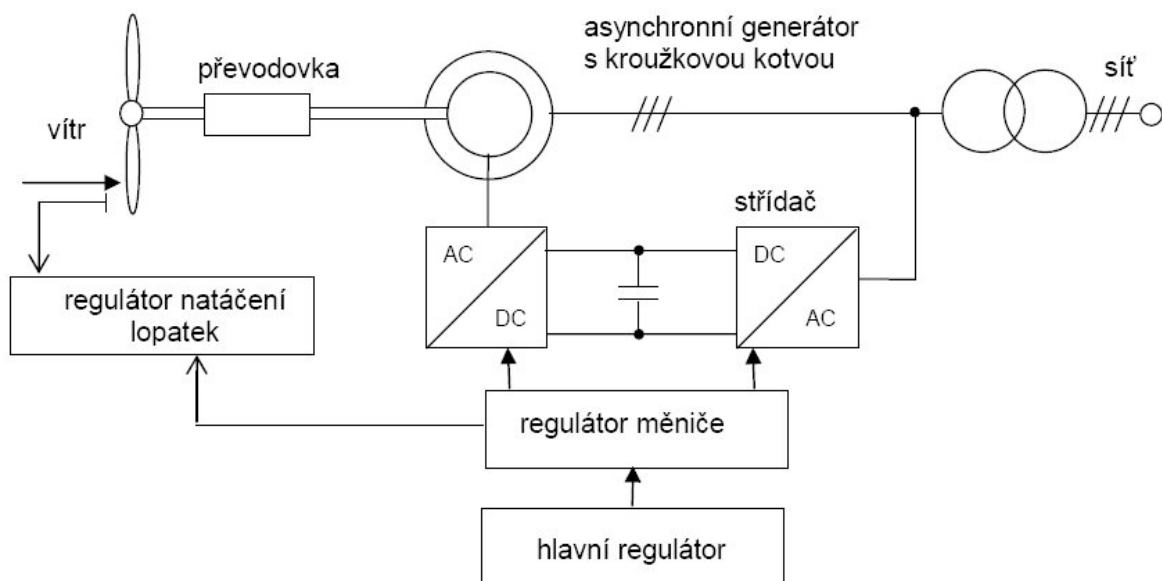 asynchronní generátor
s kroužkovou kotvou
síť
převodovka
vítr
střídač
AC
DC
DC
AC
regulátor natáčení
lopatek
regulátor měniče
hlavní regulátor